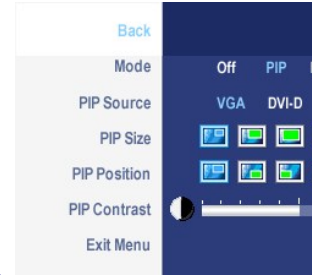 Back
Mode Off PIP
PIP Source VGA DVI-D
PIP Size
PIP Position
PIP Contrast
Exit Menu